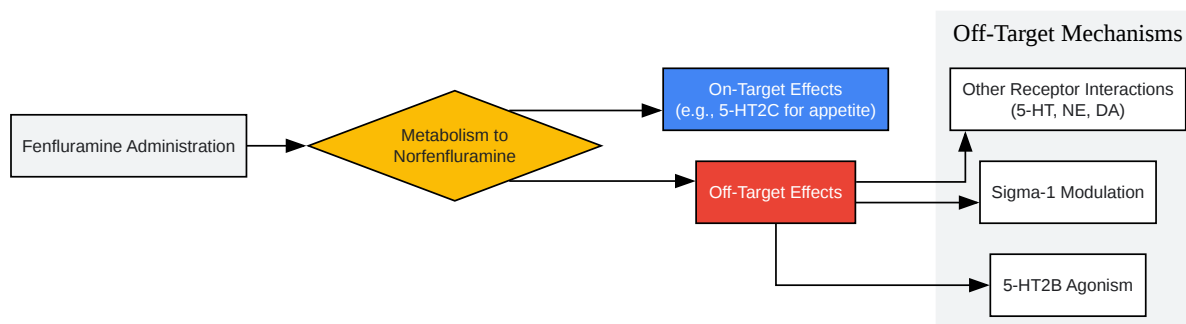 Off-Target Mechanisms
On-Target Effects
(e.g., 5-HT2C for appetite)
Other Receptor Interactions
(5-HT, NE, DA)
Fenfluramine Administration
Metabolism to
Norfenfluramine
Off-Target Effects
Sigma-1 Modulation
5-HT2B Agonism